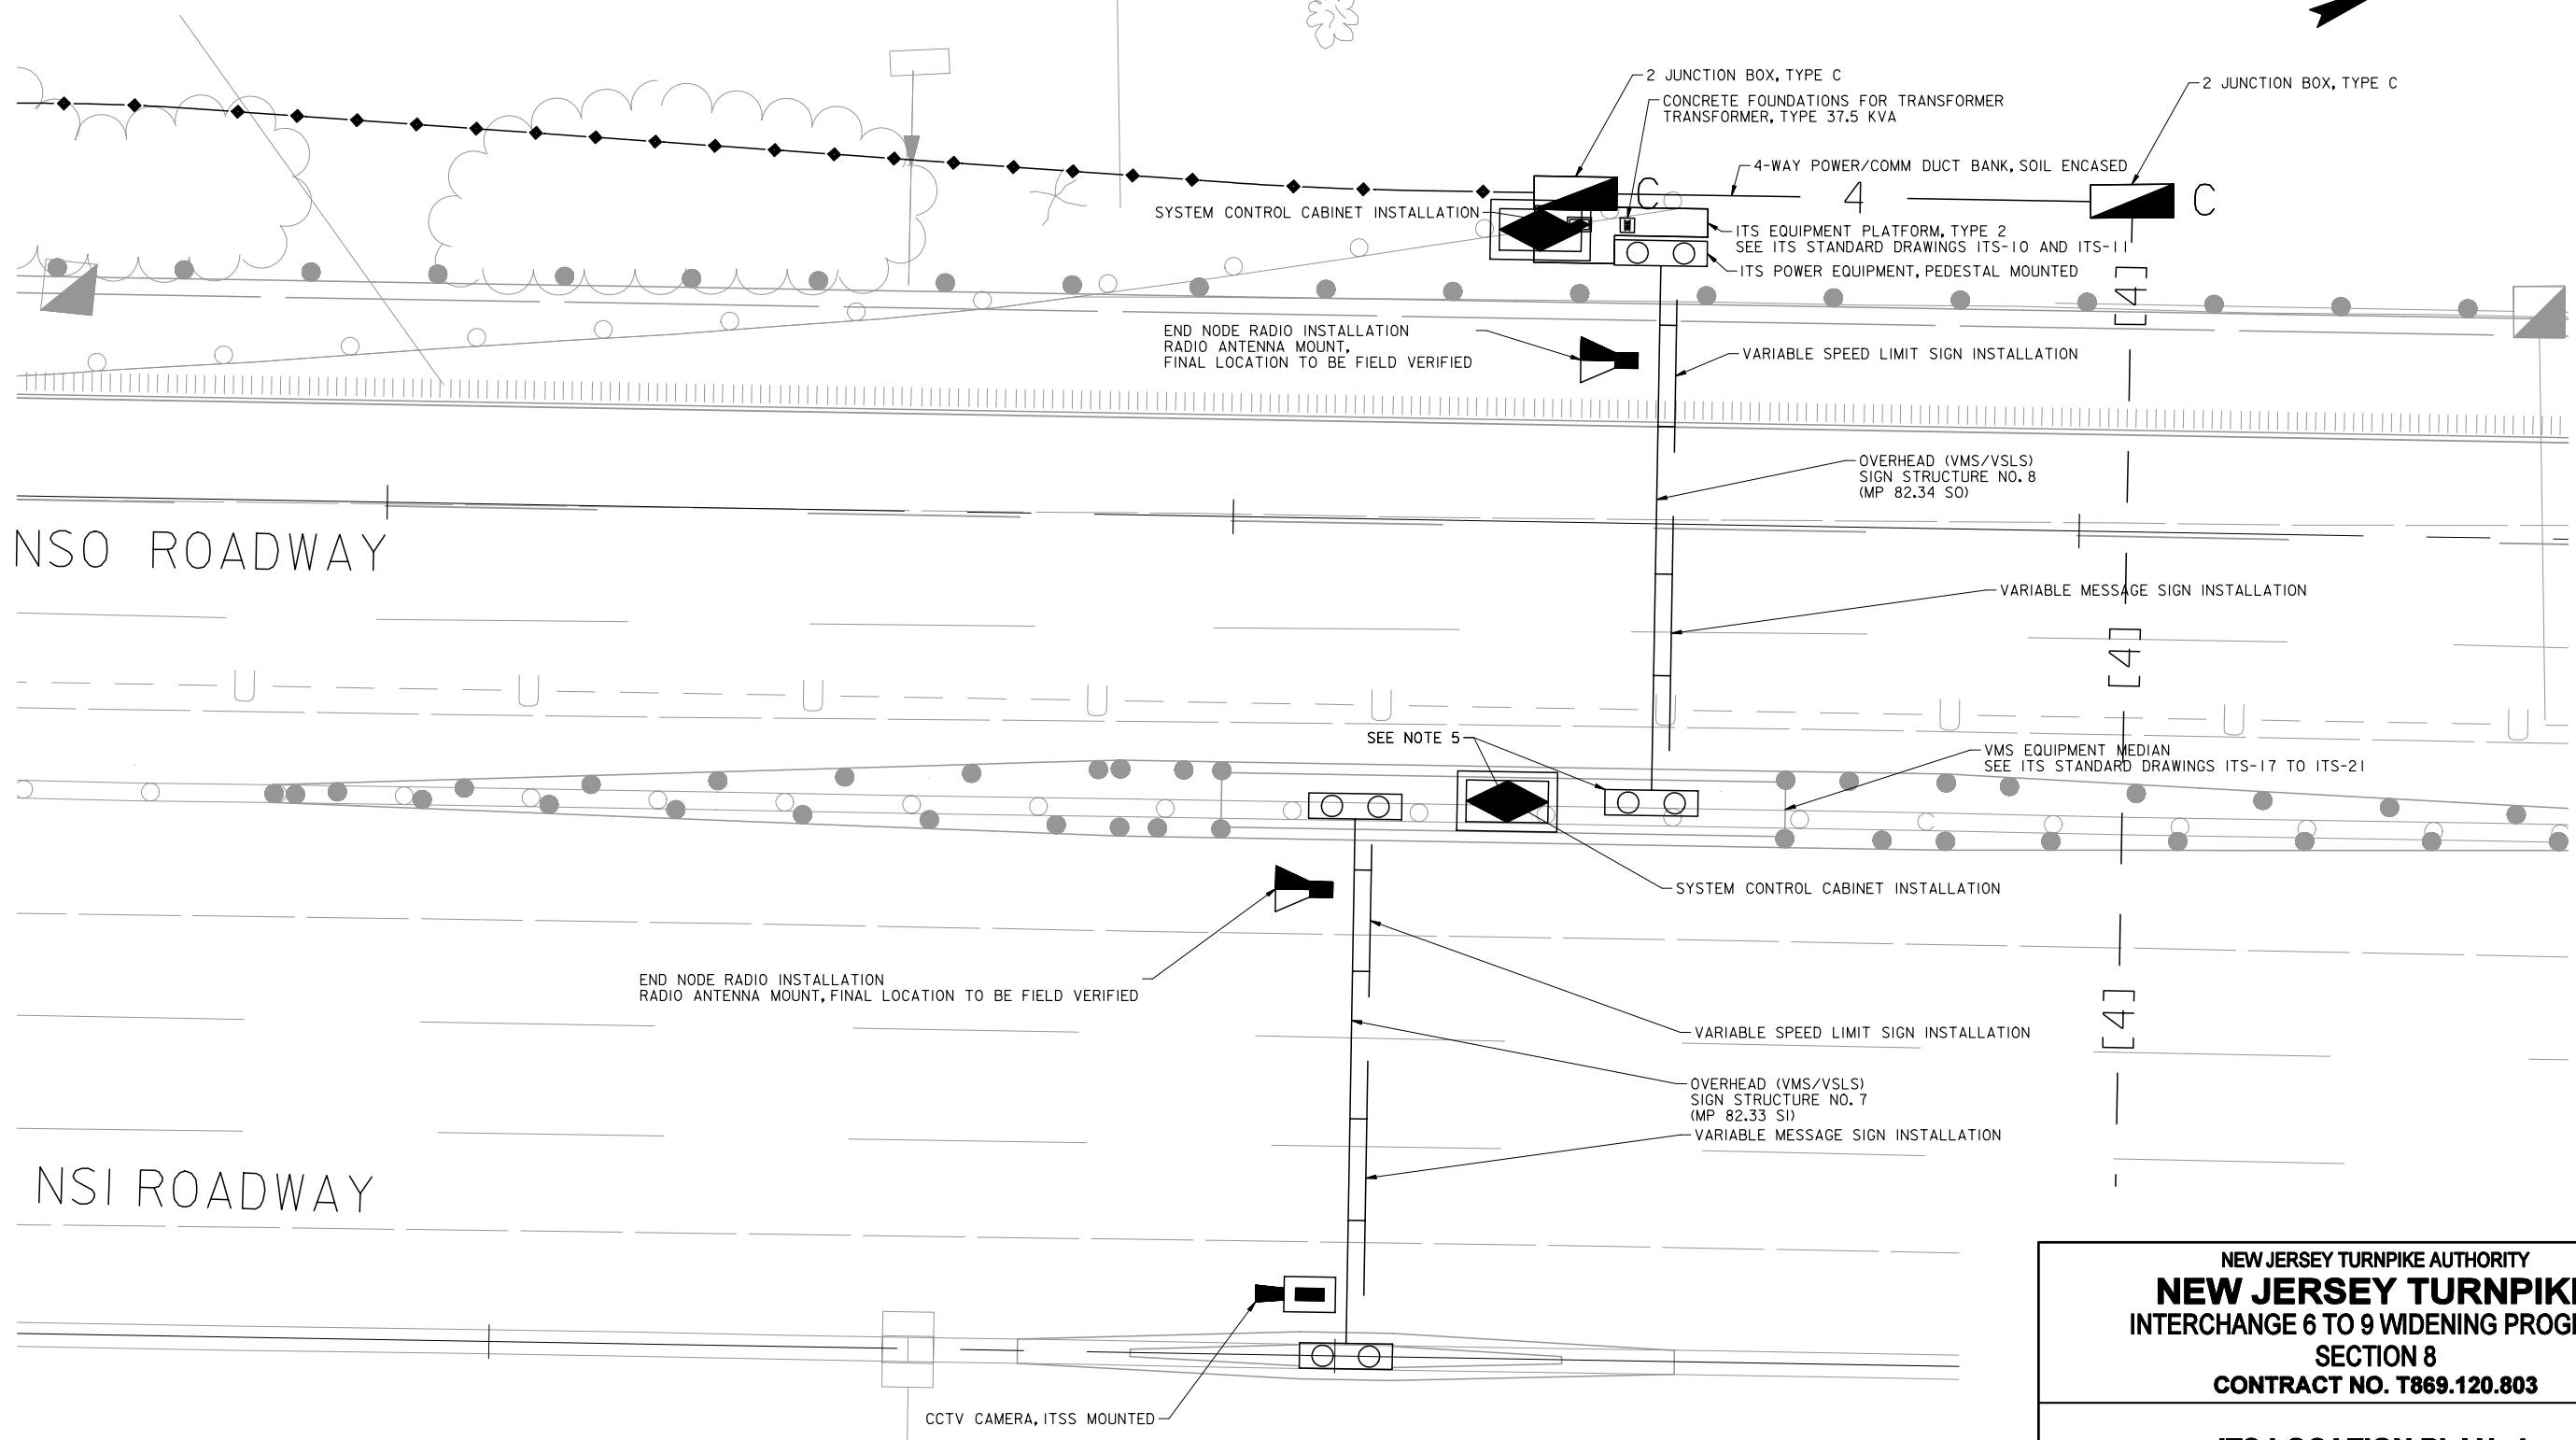 2 JUNCTION BOX, TYPE C
2 JUNCTION BOX, TYPE C
CONCRETE FOUNDATIONS FOR TRANSFORMER
TRANSFORMER, TYPE 37.5 KVA
4-WAY POWER/COMM DUCT BANK, SOIL ENCASED
C
4
C
SYSTEM CONTROL CABINET INSTALLATION
ITS EQUIPMENT PLATFORM, TYPE 2
SEE ITS STANDARD DRAWINGS ITS-10 AND ITS-11
ITS POWER EQUIPMENT, PEDESTAL MOUNTED
[4]
END NODE RADIO INSTALLATION
RADIO ANTENNA MOUNT,
FINAL LOCATION TO BE FIELD VERIFIED
VARIABLE SPEED LIMIT SIGN INSTALLATION
OVERHEAD (VMS/VSLS)
SIGN STRUCTURE NO. 8
(MP 82.34 SO)
NSO ROADWAY
VARIABLE MESSAGE SIGN INSTALLATION
[4]
SEE NOTE 5
VMS EQUIPMENT MEDIAN
SEE ITS STANDARD DRAWINGS ITS-17 TO ITS-21
SYSTEM CONTROL CABINET INSTALLATION
END NODE RADIO INSTALLATION
RADIO ANTENNA MOUNT, FINAL LOCATION TO BE FIELD VERIFIED
[4]
VARIABLE SPEED LIMIT SIGN INSTALLATION
OVERHEAD (VMS/VSLS)
SIGN STRUCTURE NO. 7
(MP 82.33 SI)
VARIABLE MESSAGE SIGN INSTALLATION
NSI ROADWAY
CCTV CAMERA, ITSS MOUNTED
NEW JERSEY TURNPIKE AUTHORITY
NEW JERSEY TURNPIK
INTERCHANGE 6 TO 9 WIDENING PROG
SECTION 8
CONTRACT NO. T869.120.803